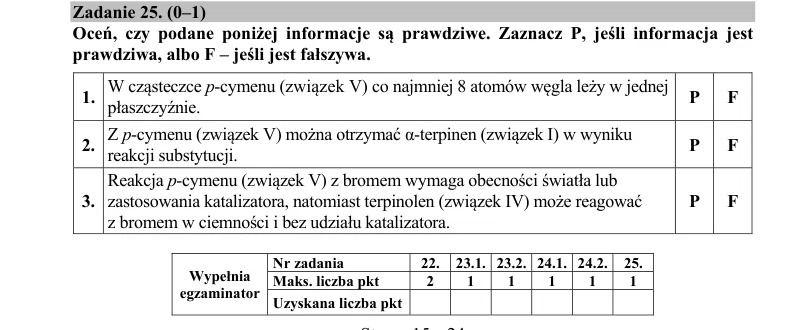 Zadanie 25. (0–1)
Oceń, czy podane poniżej informacje są prawdziwe. Zaznacz P, jeśli informacja jest
prawdziwa, albo F – jeśli jest fałszywa.
1. W cząsteczce p-cymenu (związek V) co najmniej 8 atomów węgla leży w jednej
płaszczyźnie. P F
2. Z p-cymenu (związek V) można otrzymać α-terpinen (związek I) w wyniku
reakcji substytucji. P F
3. Reakcja p-cymenu (związek V) z bromem wymaga obecności światła lub
zastosowania katalizatora, natomiast terpinolen (związek IV) może reagować
z bromem w ciemności i bez udziału katalizatora. P F
Wypełnia
egzaminator
Nr zadania 22. 23.1. 23.2. 24.1. 24.2. 25.
Maks. liczba pkt 2 1 1 1 1 1
Uzyskana liczba pkt